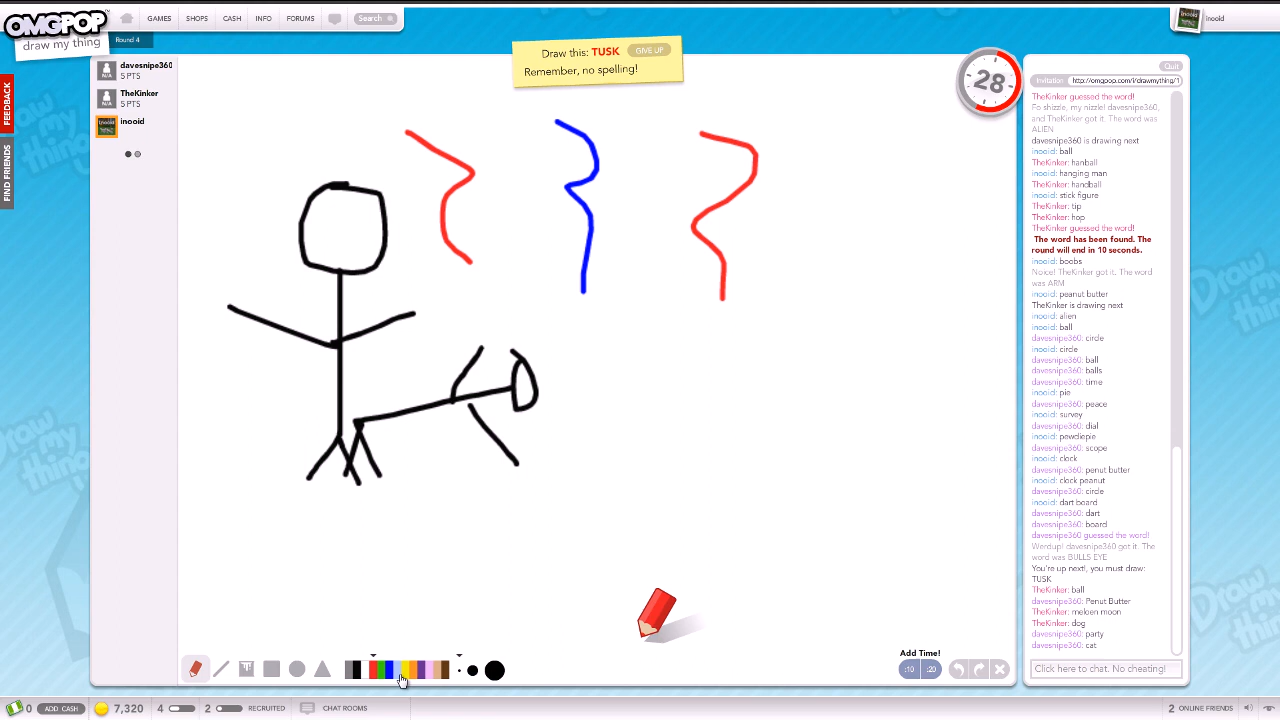 OMGPOP
draw my thing
GAMES
SHOPS
CASH
INFO
FORUMS
Search
inooid
Round 4
FEEDBACK
FIND FRIENDS
davesnipe360
5 PTS
TheKinker
5 PTS
inooid
Draw this: TUSK
GIVE UP
Remember, no spelling!
28
Quit
Invitation
http://omgpop.com/i/drawmything/1
TheKinker guessed the word!
Fo shizzle, my nizzle! davesnipe360,
and TheKinker got it. The word was
ALIEN
davesnipe360 is drawing next
inooid: ball
TheKinker: hanball
inooid: hanging man
TheKinker: handball
inooid: stick figure
TheKinker: tip
TheKinker: hop
TheKinker guessed the word!
The word has been found. The
round will end in 10 seconds.
inooid: boobs
Noice! TheKinker got it. The word
was ARM
inooid: peanut butter
TheKinker is drawing next
inooid: alien
inooid: ball
davesnipe360: circle
inooid: circle
davesnipe360: ball
davesnipe360: balls
davesnipe360: time
inooid: pie
davesnipe360: peace
inooid: survey
davesnipe360: dial
inooid: pewdiepie
davesnipe360: scope
inooid: clock
davesnipe360: penut butter
inooid: clock peanut
davesnipe360: circle
inooid: dart board
davesnipe360: dart
davesnipe360: board
davesnipe360 guessed the word!
Werdup! davesnipe360 got it. The
word was BULLS EYE
You're up next!, you must draw:
TUSK
TheKinker: ball
davesnipe360: Penut Butter
TheKinker: meloen moon
TheKinker: dog
davesnipe360: party
davesnipe360: cat
Click here to chat. No cheating!
Add Time!
:10
:20
0
ADD CASH
7,320
4
2
RECRUITED
CHAT ROOMS
2 ONLINE FRIENDS